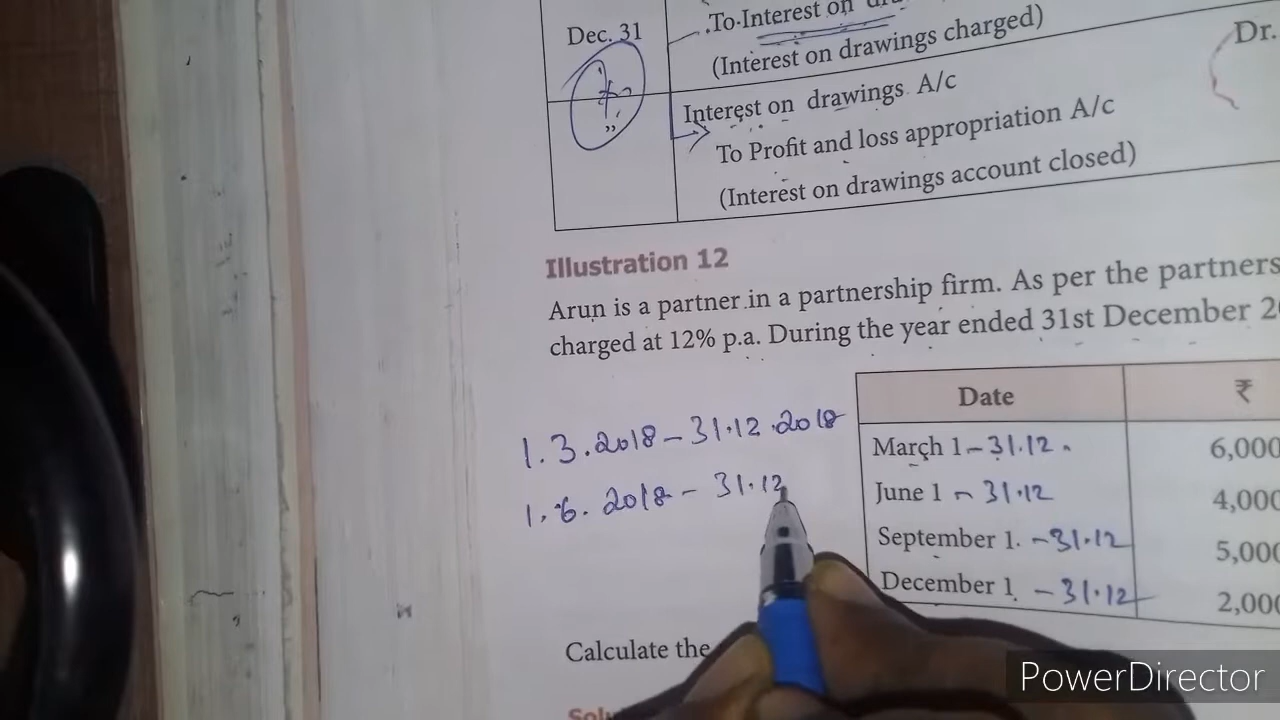 Dec. 31
To Interest on
(Interest on drawings charged)
Dr.
Interest on drawings A/c
"
To Profit and loss appropriation A/c
(Interest on drawings account closed)
Illustration 12
Arun is a partner in a partnership firm. As per the partners
charged at 12% p.a. During the year ended 31st December 2
Date ₹
1.3.2018 – 31.12.2018
March 1 – 31.12. 6,000
1.6.2018 – 31.12
June 1 – 31.12 4,000
September 1. – 31.12 5,000
December 1. – 31.12 2,000
Calculate the
PowerDirector